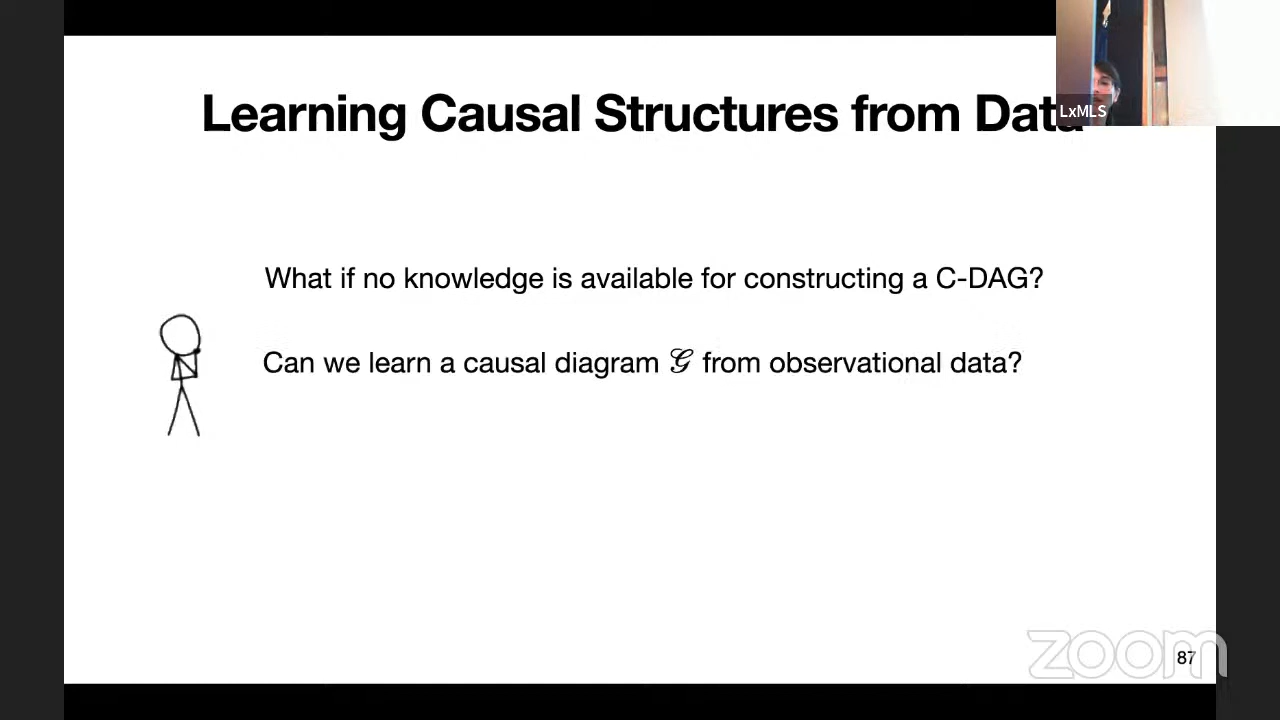 Learning Causal Structures from Data
LxMLS
What if no knowledge is available for constructing a C-DAG?
Can we learn a causal diagram 𝒢 from observational data?
zoom
87